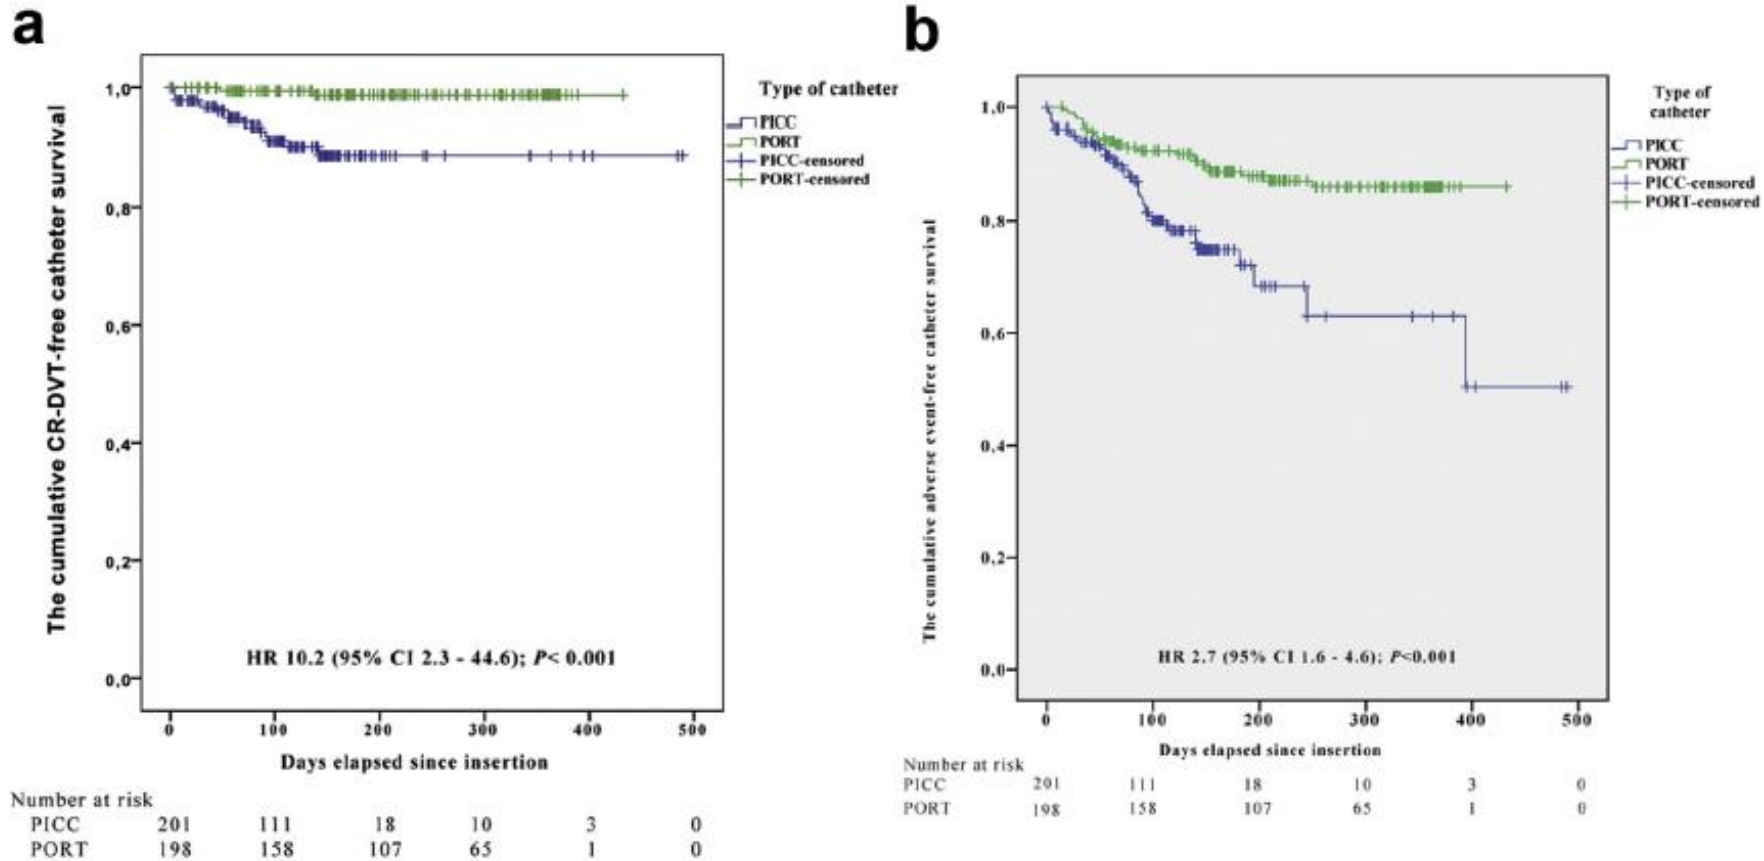 a
The cumulative CR-DVT-free catheter survival
1,0
0,8
0,6
0,4
0,2
0,0
HR 10.2 (95% CI 2.3 - 44.6); P< 0.001
0 100 200 300 400 500
Days elapsed since insertion
Type of catheter
PICC
PORT
PICC-censored
PORT-censored
Number at risk
PICC 201 111 18 10 3 0
PORT 198 158 107 65 1 0
b
The cumulative adverse event-free catheter survival
1.0
0.8
0.6
0.4
0.2
0.0
HR 2.7 (95% CI 1.6 - 4.6); P<0.001
0 100 200 300 400 500
Days elapsed since insertion
Type of
catheter
PICC
PORT
PICC-censored
PORT-censored
Number at risk
PICC 201 111 18 10 3 0
PORT 198 158 107 65 1 0